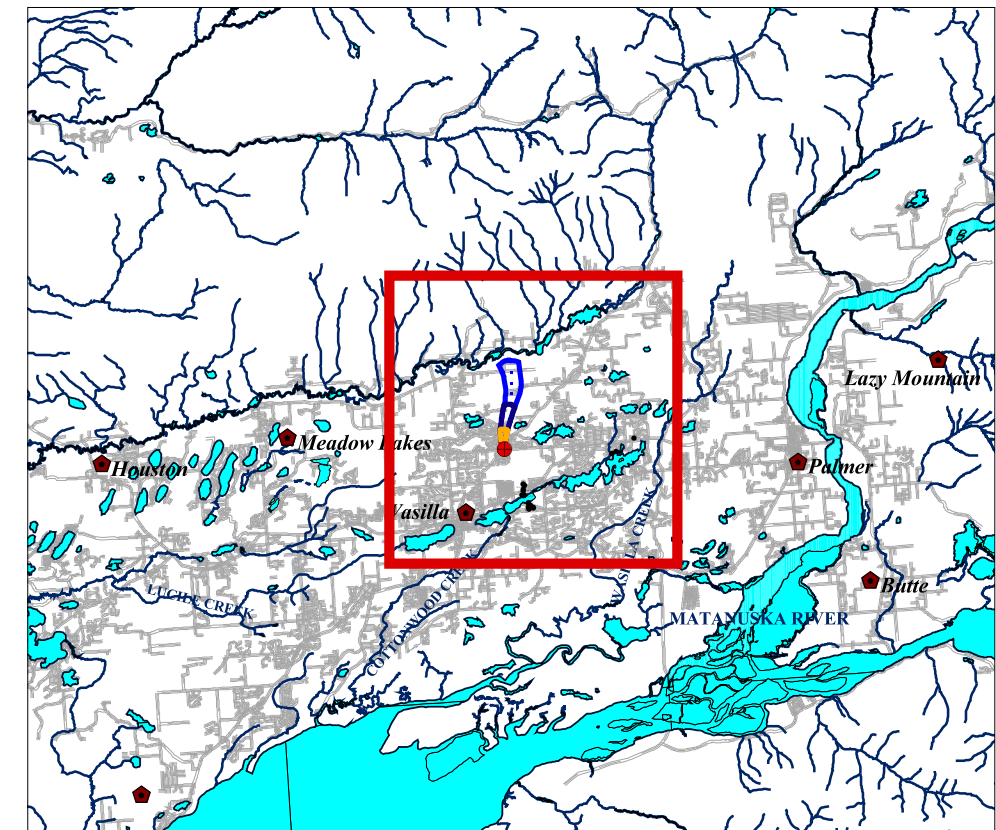 Lazy Mountain
Meadow Lakes
Houston
Palmer
Wasilla
WASILLA CREEK
Butte
LUCILE CREEK
COTTONWOOD CREEK
MATANUSKA RIVER